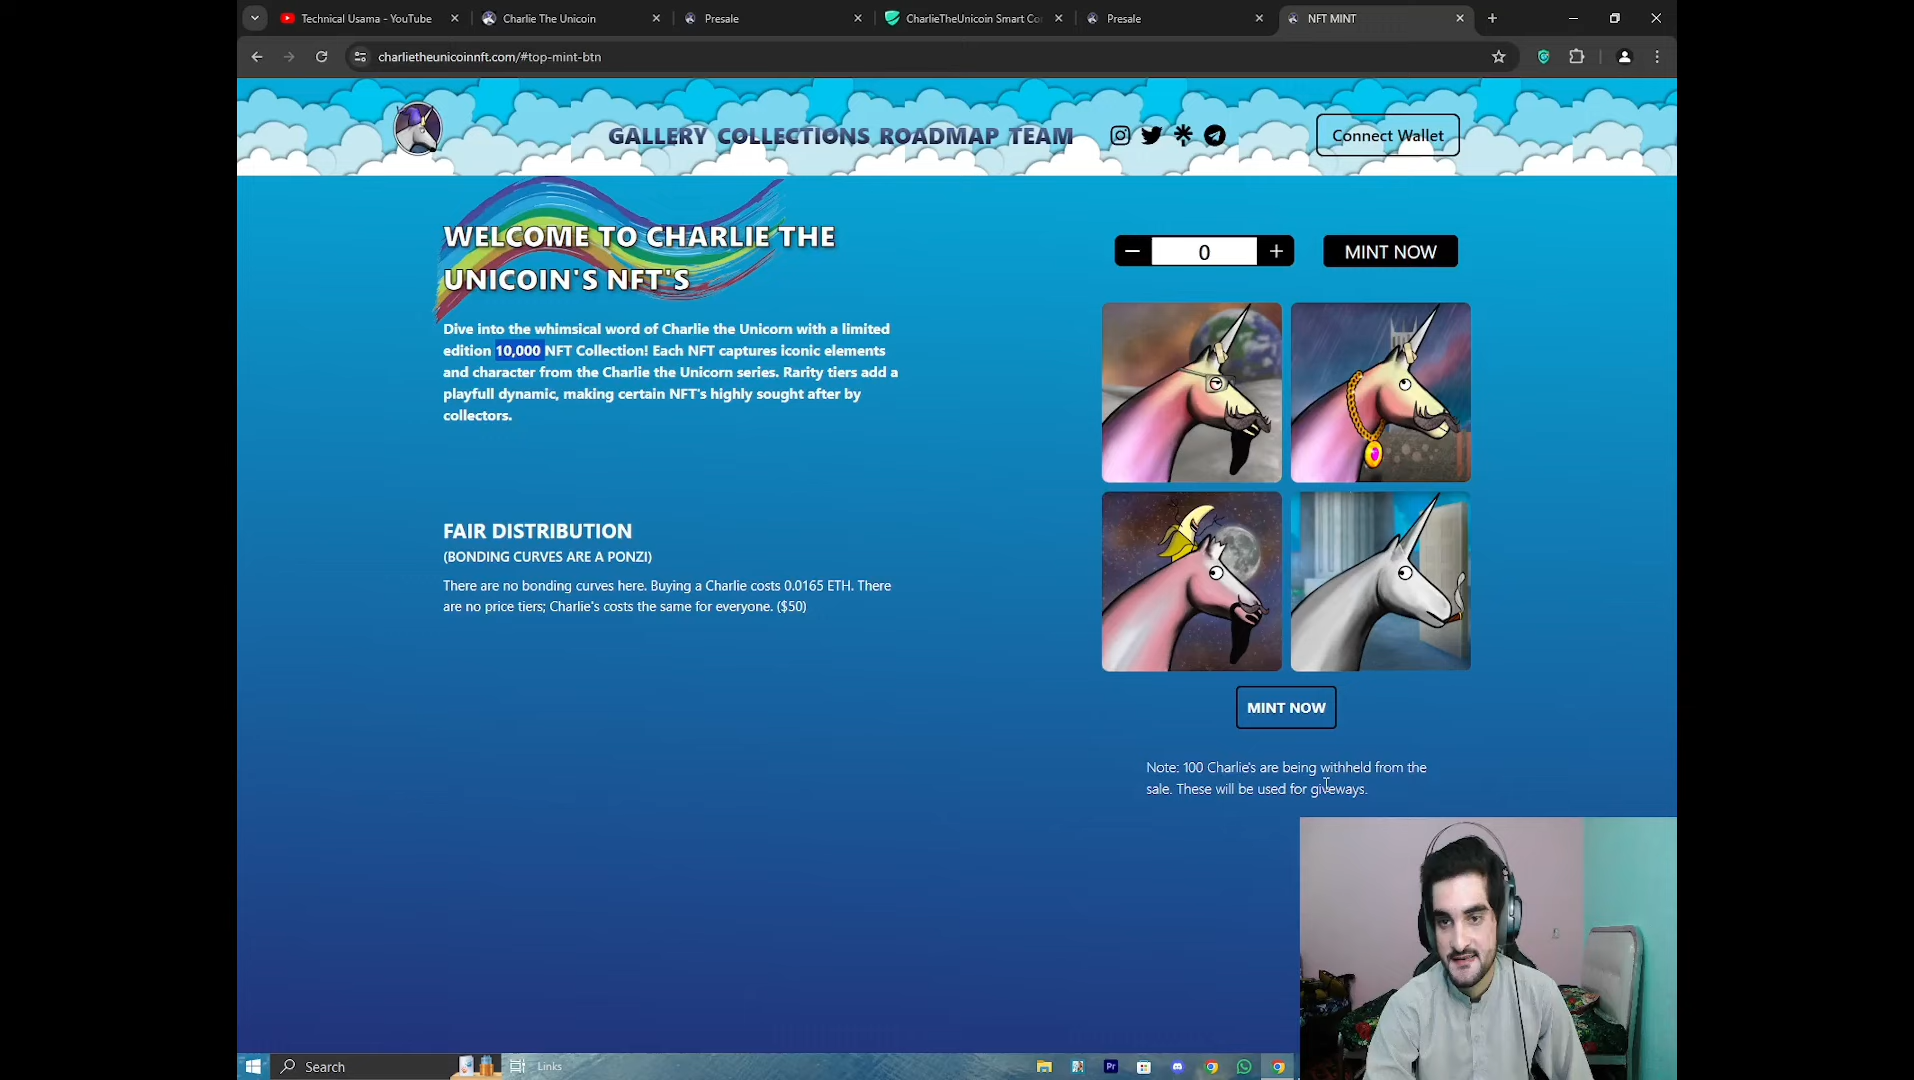 Technical Usama - YouTube
Charlie The Unicoin
Presale
CharlieTheUnicoin Smart Co
Presale
NFT MINT
charlietheunicoinnft.com/#top-mint-btn
GALLERY COLLECTIONS ROADMAP TEAM
Connect Wallet
WELCOME TO CHARLIE THE
UNICOIN'S NFT'S
Dive into the whimsical word of Charlie the Unicorn with a limited
edition 10,000 NFT Collection! Each NFT captures iconic elements
and character from the Charlie the Unicorn series. Rarity tiers add a
playfull dynamic, making certain NFT's highly sought after by
collectors.
0
MINT NOW
FAIR DISTRIBUTION
(BONDING CURVES ARE A PONZI)
There are no bonding curves here. Buying a Charlie costs 0.0165 ETH. There
are no price tiers; Charlie's costs the same for everyone. ($50)
MINT NOW
Note: 100 Charlie's are being withheld from the
sale. These will be used for giveways.
Search
Links
Pr